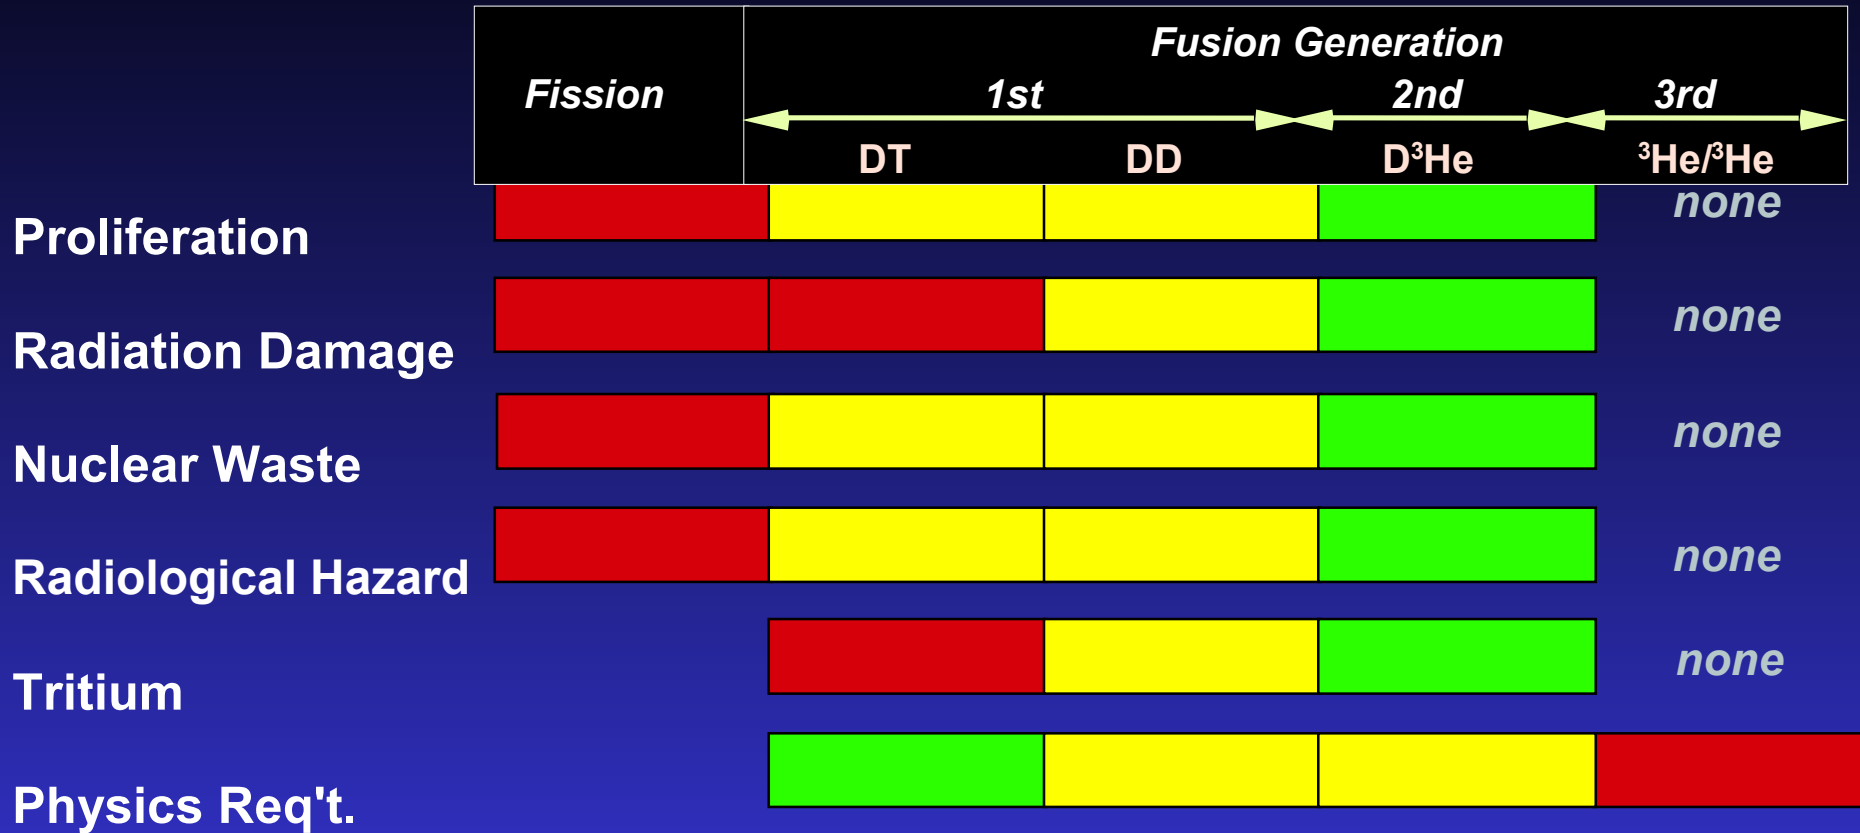 Fusion Generation
Fission 1st 2nd 3rd
DT DD D³He ³He/³He
Proliferation none
Radiation Damage none
Nuclear Waste none
Radiological Hazard none
Tritium none
Physics Req't.